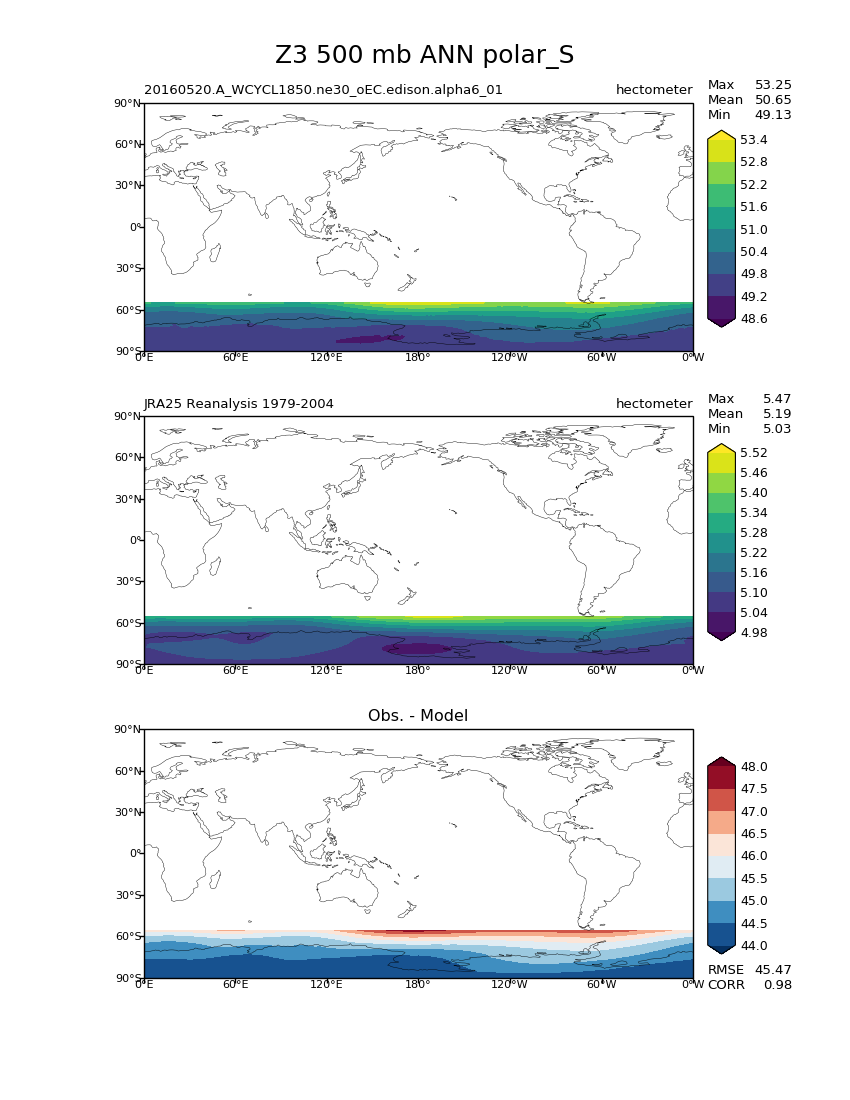 Z3 500 mb ANN polar_S
20160520.A_WCYCL1850.ne30_oEC.edison.alpha6_01 hectometer
Max 53.25
Mean 50.65
Min 49.13
90°N
60°N
30°N
0°
30°S
60°S
90°S
0°E 60°E 120°E 180° 120°W 60°W 0°W
53.4
52.8
52.2
51.6
51.0
50.4
49.8
49.2
48.6
JRA25 Reanalysis 1979-2004 hectometer
Max 5.47
Mean 5.19
Min 5.03
90°N
60°N
30°N
0°
30°S
60°S
90°S
0°E 60°E 120°E 180° 120°W 60°W 0°W
5.52
5.46
5.40
5.34
5.28
5.22
5.16
5.10
5.04
4.98
Obs. - Model
90°N
60°N
30°N
0°
30°S
60°S
90°S
0°E 60°E 120°E 180° 120°W 60°W 0°W
48.0
47.5
47.0
46.5
46.0
45.5
45.0
44.5
44.0
RMSE 45.47
CORR 0.98